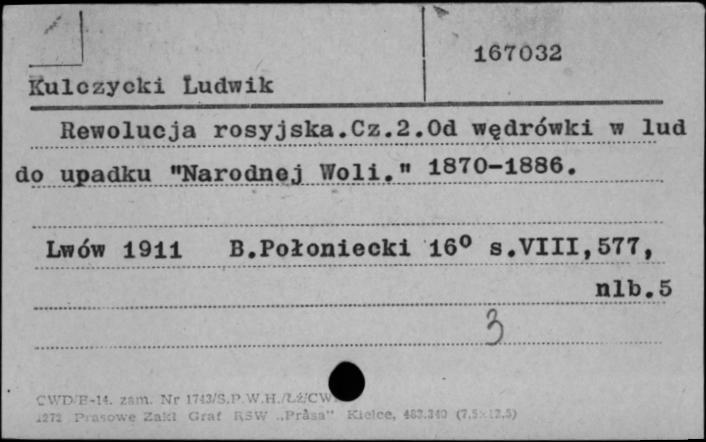 167032
Kulczycki Ludwik
Rewolucja rosyjska.Cz.2.Od wędrówki w lud
do upadku "Narodnej Woli." 1870-1886.
Lwów 1911 B.Połoniecki 16° s.VIII,577,
nlb.5
3
CWD/B-14. zam. Nr 1743/S.P.W.H./Łż/CW
1272 Prasowe Zakł Graf RSW „Prasa" Kielce, 483.340 (7,5×12,5)